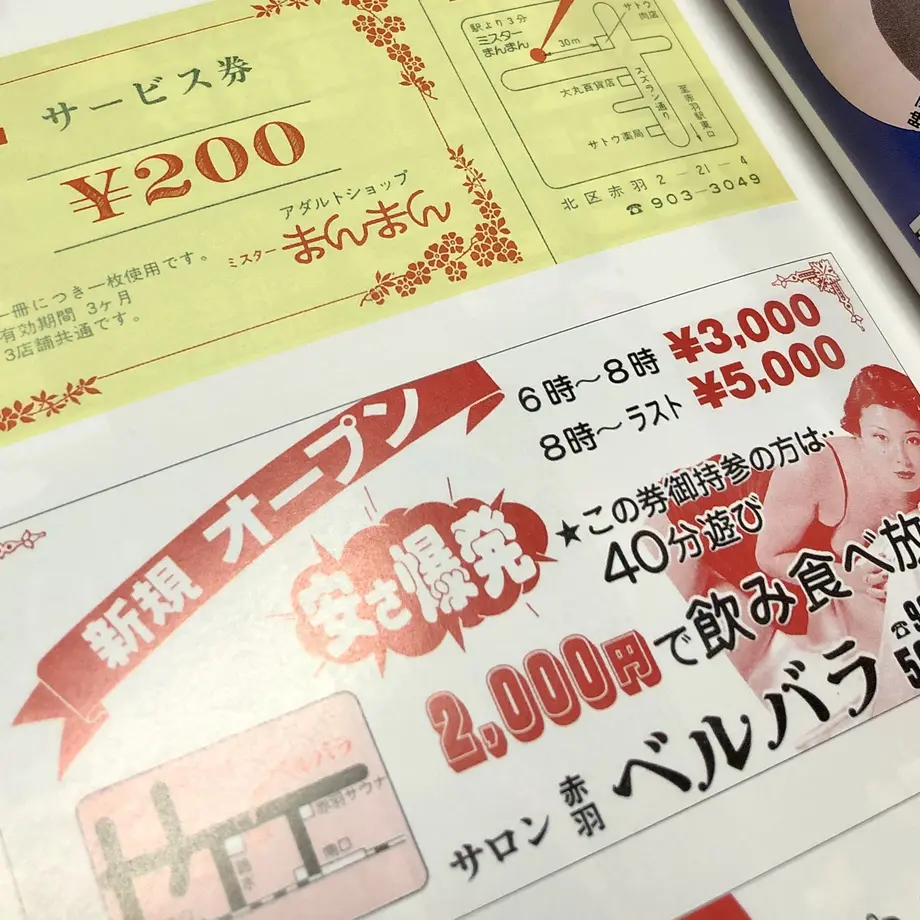 サービス券
¥200
アダルトショップ
ミスターまんまん
一冊につき一枚使用です。
有効期間 3ヶ月
3店舗共通です。
駅より3分
ミスター
まんまん
30m
サトウ
肉店
大丸百貨店
スズラン通り
至赤羽駅東口
サトウ薬局
北区赤羽2-21-4
☎903-3049
新規オープン
6時～8時 ¥3,000
8時～ラスト ¥5,000
安さ爆発
★この券御持参の方は‥
40分遊び
2,000円で飲み食べ放
サロン 赤羽 ベルバラ
ベルバラ
赤羽サウナ
南口